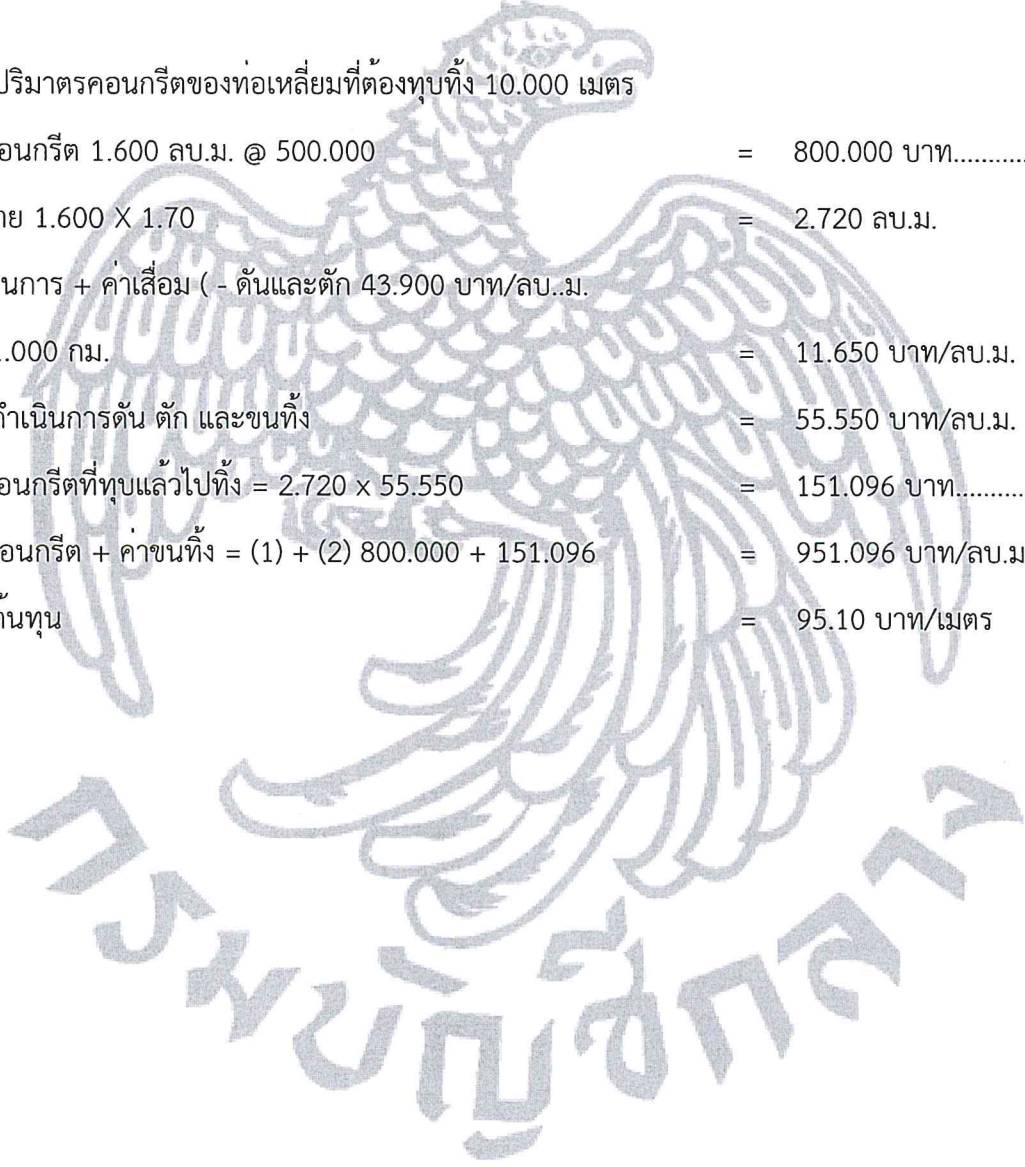 ปริมาตรคอนกรีตของท่อเหลี่ยมที่ต้องทุบทิ้ง 10.000 เมตร
อนกรีต 1.600 ลบ.ม. @ 500.000 = 800.000 บาท............
าย 1.600 X 1.70 = 2.720 ลบ.ม.
นการ + ค่าเสื่อม ( - ดันและตัก 43.900 บาท/ลบ..ม.
.000 กม. = 11.650 บาท/ลบ.ม.
ดำเนินการดัน ตัก และขนทิ้ง = 55.550 บาท/ลบ.ม.
อนกรีตที่ทุบแล้วไปทิ้ง = 2.720 x 55.550 = 151.096 บาท..........
อนกรีต + ค่าขนทิ้ง = (1) + (2) 800.000 + 151.096 = 951.096 บาท/ลบ.ม
ต้นทุน = 95.10 บาท/เมตร
กรมบัญชีกลาง